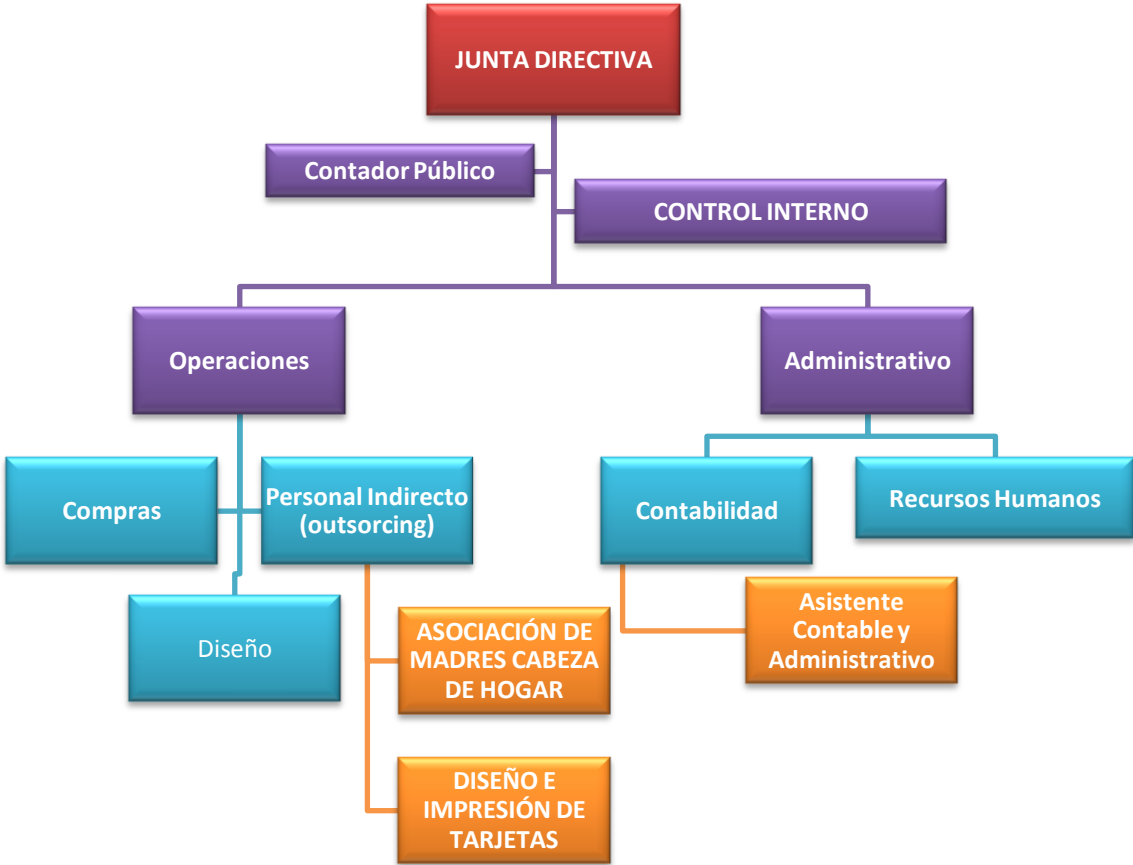 JUNTA DIRECTIVA
Contador Público
CONTROL INTERNO
Operaciones
Administrativo
Compras
Personal Indirecto
(outsorcing)
Contabilidad
Recursos Humanos
Diseño
ASOCIACIÓN DE
MADRES CABEZA
DE HOGAR
Asistente
Contable y
Administrativo
DISEÑO E
IMPRESIÓN DE
TARJETAS